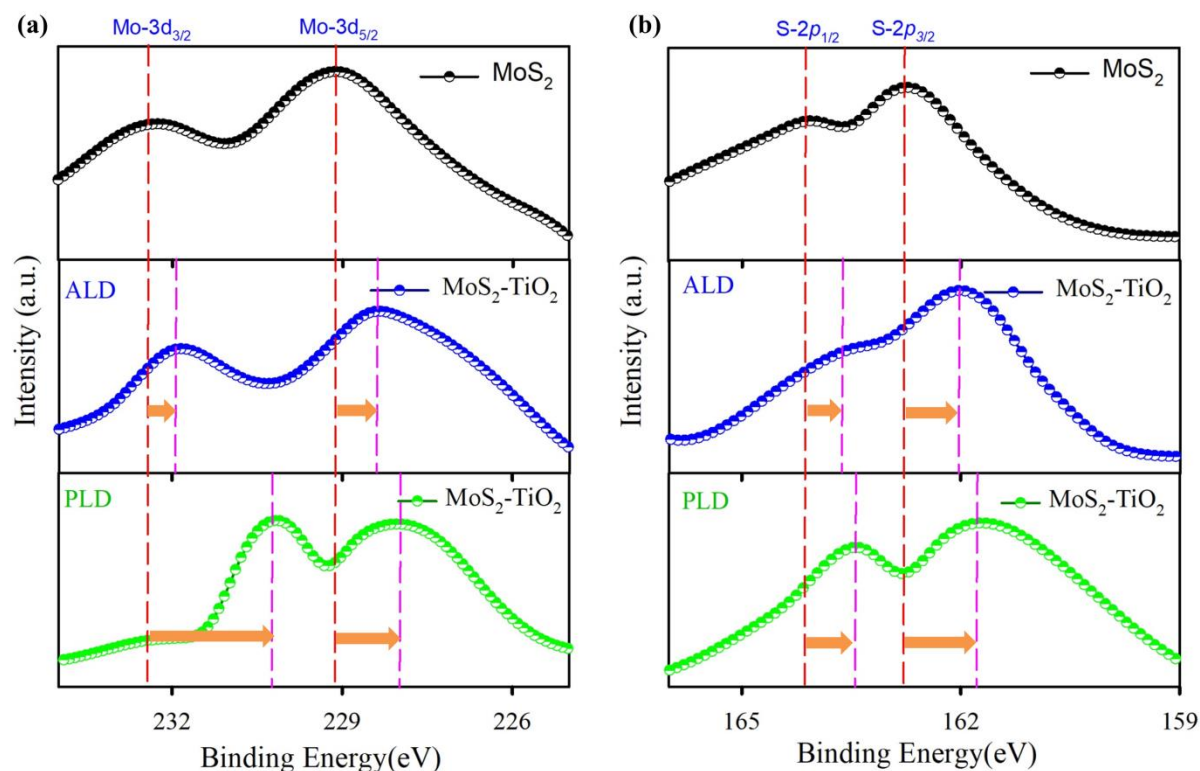 (a)
Mo-3d3/2 Mo-3d5/2
MoS2
ALD
MoS2-TiO2
PLD
MoS2-TiO2
Intensity (a.u.)
232 229 226
Binding Energy(eV)
(b)
S-2p1/2 S-2p3/2
MoS2
ALD
MoS2-TiO2
PLD
MoS2-TiO2
Intensity (a.u.)
165 162 159
Binding Energy(eV)